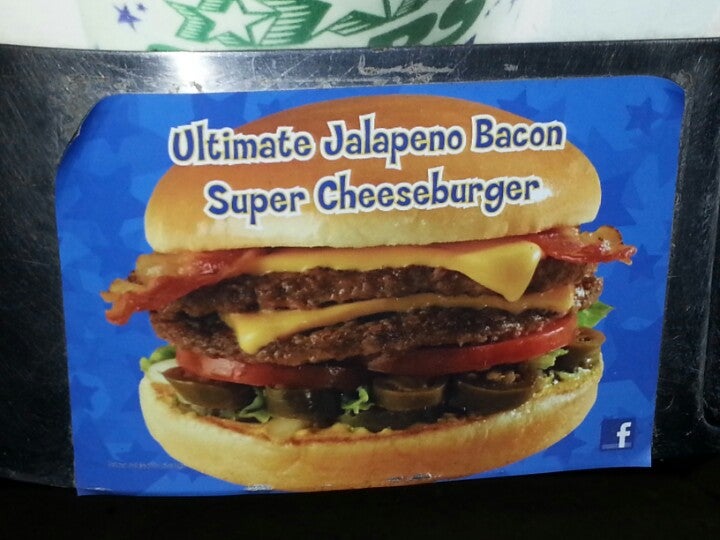 Ultimate Jalapeno Bacon
Super Cheeseburger
f